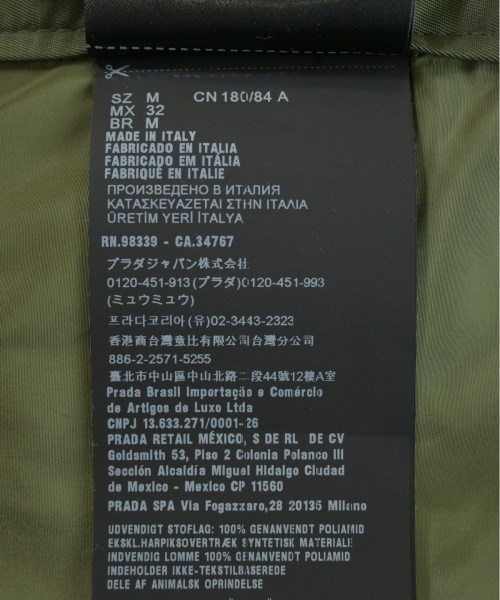 SZ M CN 180/84 A
MX 32
BR M
MADE IN ITALY
FABRICADO EN ITALIA
FABRICADO EM ITÁLIA
FABRIQUÉ EN ITALIE
ПРОИЗВЕДЕНО В ИТАЛИЯ
ΚΑΤΑΣΚΕΥΑΖΕΤΑΙ ΣΤΗΝ ΙΤΑΛΙΑ
ÜRETİM YERİ İTALYA
RN.98339 - CA.34767
プラダジャパン株式会社
0120-451-913(プラダ)0120-451-993
(ミュウミュウ)
프라다코리아(유)02-3443-2323
香港商台灣意比有限公司台灣分公司
886-2-2571-5255
臺北市中山區中山北路二段44號12樓A室
Prada Brasil Importação e Comércio
de Artigos de Luxo Ltda
CNPJ 13.633.271/0001-26
PRADA RETAIL MÉXICO, S DE RL DE CV
Goldsmith 53, Piso 2 Colonia Polanco III
Sección Alcaldía Miguel Hidalgo Ciudad
de Mexico - Mexico CP 11560
PRADA SPA Via Fogazzaro,28 20135 Milano
UDVENDIGT STOFLAG: 100% GENANVENDT POLIAMID
EKSKL.HARPIKSOVERTRÆK SYNTETISK MATERIALE
INDVENDIG LOMME 100% GENANVENDT POLIAMID
INDEHOLDER IKKE-TEKSTILBASEREDE
DELE AF ANIMALSK OPRINDELSE